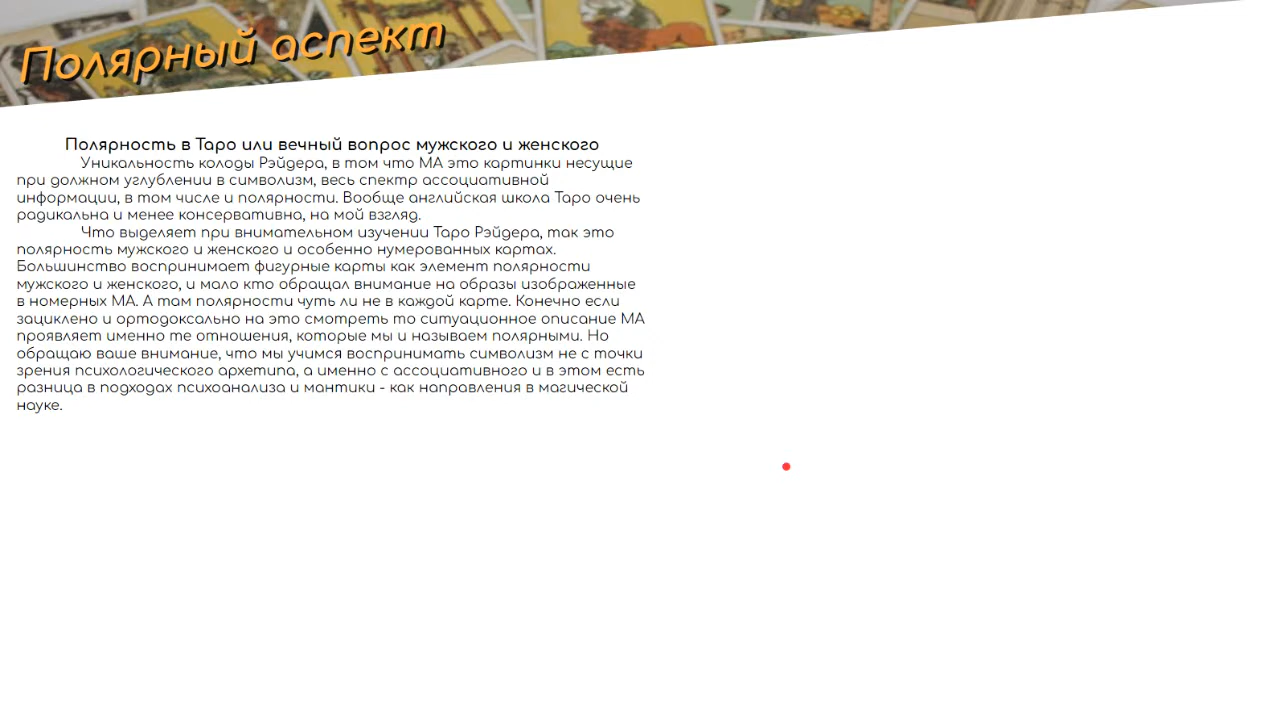 Полярный аспект
Полярность в Таро или вечный вопрос мужского и женского
Уникальность колоды Рэйдера, в том что МА это картинки несущие
при должном углублении в символизм, весь спектр ассоциативной
информации, в том числе и полярности. Вообще английская школа Таро очень
радикальна и менее консервативна, на мой взгляд.
Что выделяет при внимательном изучении Таро Рэйдера, так это
полярность мужского и женского и особенно нумерованных картах.
Большинство воспринимает фигурные карты как элемент полярности
мужского и женского, и мало кто обращал внимание на образы изображенные
в номерных МА. А там полярности чуть ли не в каждой карте. Конечно если
зациклено и ортодоксально на это смотреть то ситуационное описание МА
проявляет именно те отношения, которые мы и называем полярными. Но
обращаю ваше внимание, что мы учимся воспринимать символизм не с точки
зрения психологического архетипа, а именно с ассоциативного и в этом есть
разница в подходах психоанализа и мантики - как направления в магической
науке.